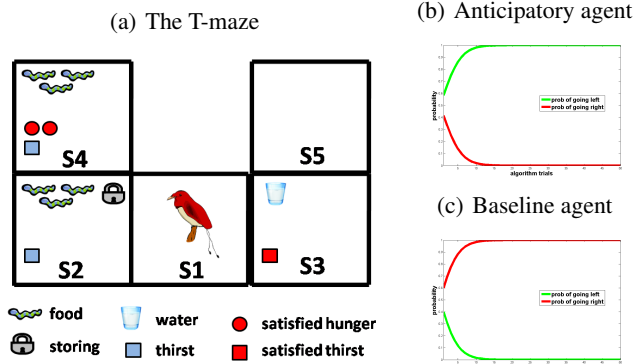 (a) The T-maze
S4
S5
S2
S1
S3
food
water
satisfied hunger
storing
thirst
satisfied thirst
(b) Anticipatory agent
probability
prob of going left
prob of going right
algorithm trials
(c) Baseline agent
probability
prob of going left
prob of going right